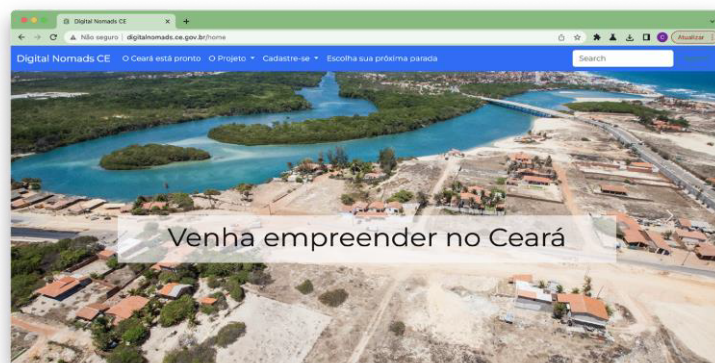 Digital Nomads CE
Atualizar
Não seguro | digitalnomads.ce.gov.br/home
Digital Nomads CE O Ceará está pronto O Projeto Cadastre-se Escolha sua próxima parada Search
Venha empreender no Ceará